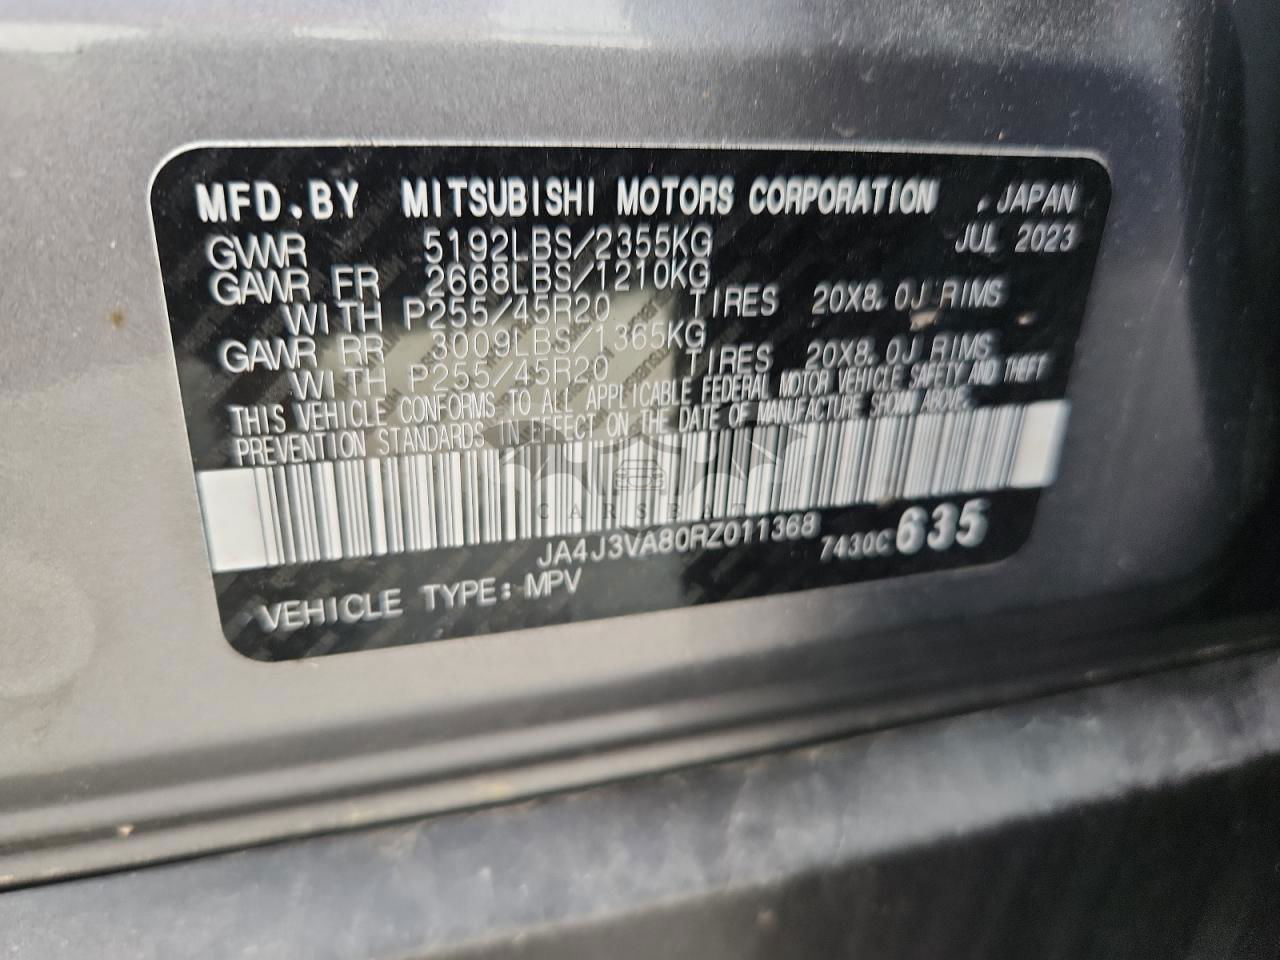 MFD.BY MITSUBISHI MOTORS CORPORATION , JAPAN
GVWR 5192LBS/2355KG JUL 2023
GAWR FR 2668LBS/1210KG
WITH P255/45R20 TIRES 20X8.0J RIMS
GAWR RR 3009LBS/1365KG
WITH P255/45R20 TIRES 20X8.0J RIMS
THIS VEHICLE CONFORMS TO ALL APPLICABLE FEDERAL MOTOR VEHICLE SAFETY AND THEFT
PREVENTION STANDARDS IN EFFECT ON THE DATE OF MANUFACTURE SHOWN ABOVE.
JA4J3VA80RZ011368 7430C 635
VEHICLE TYPE: MPV